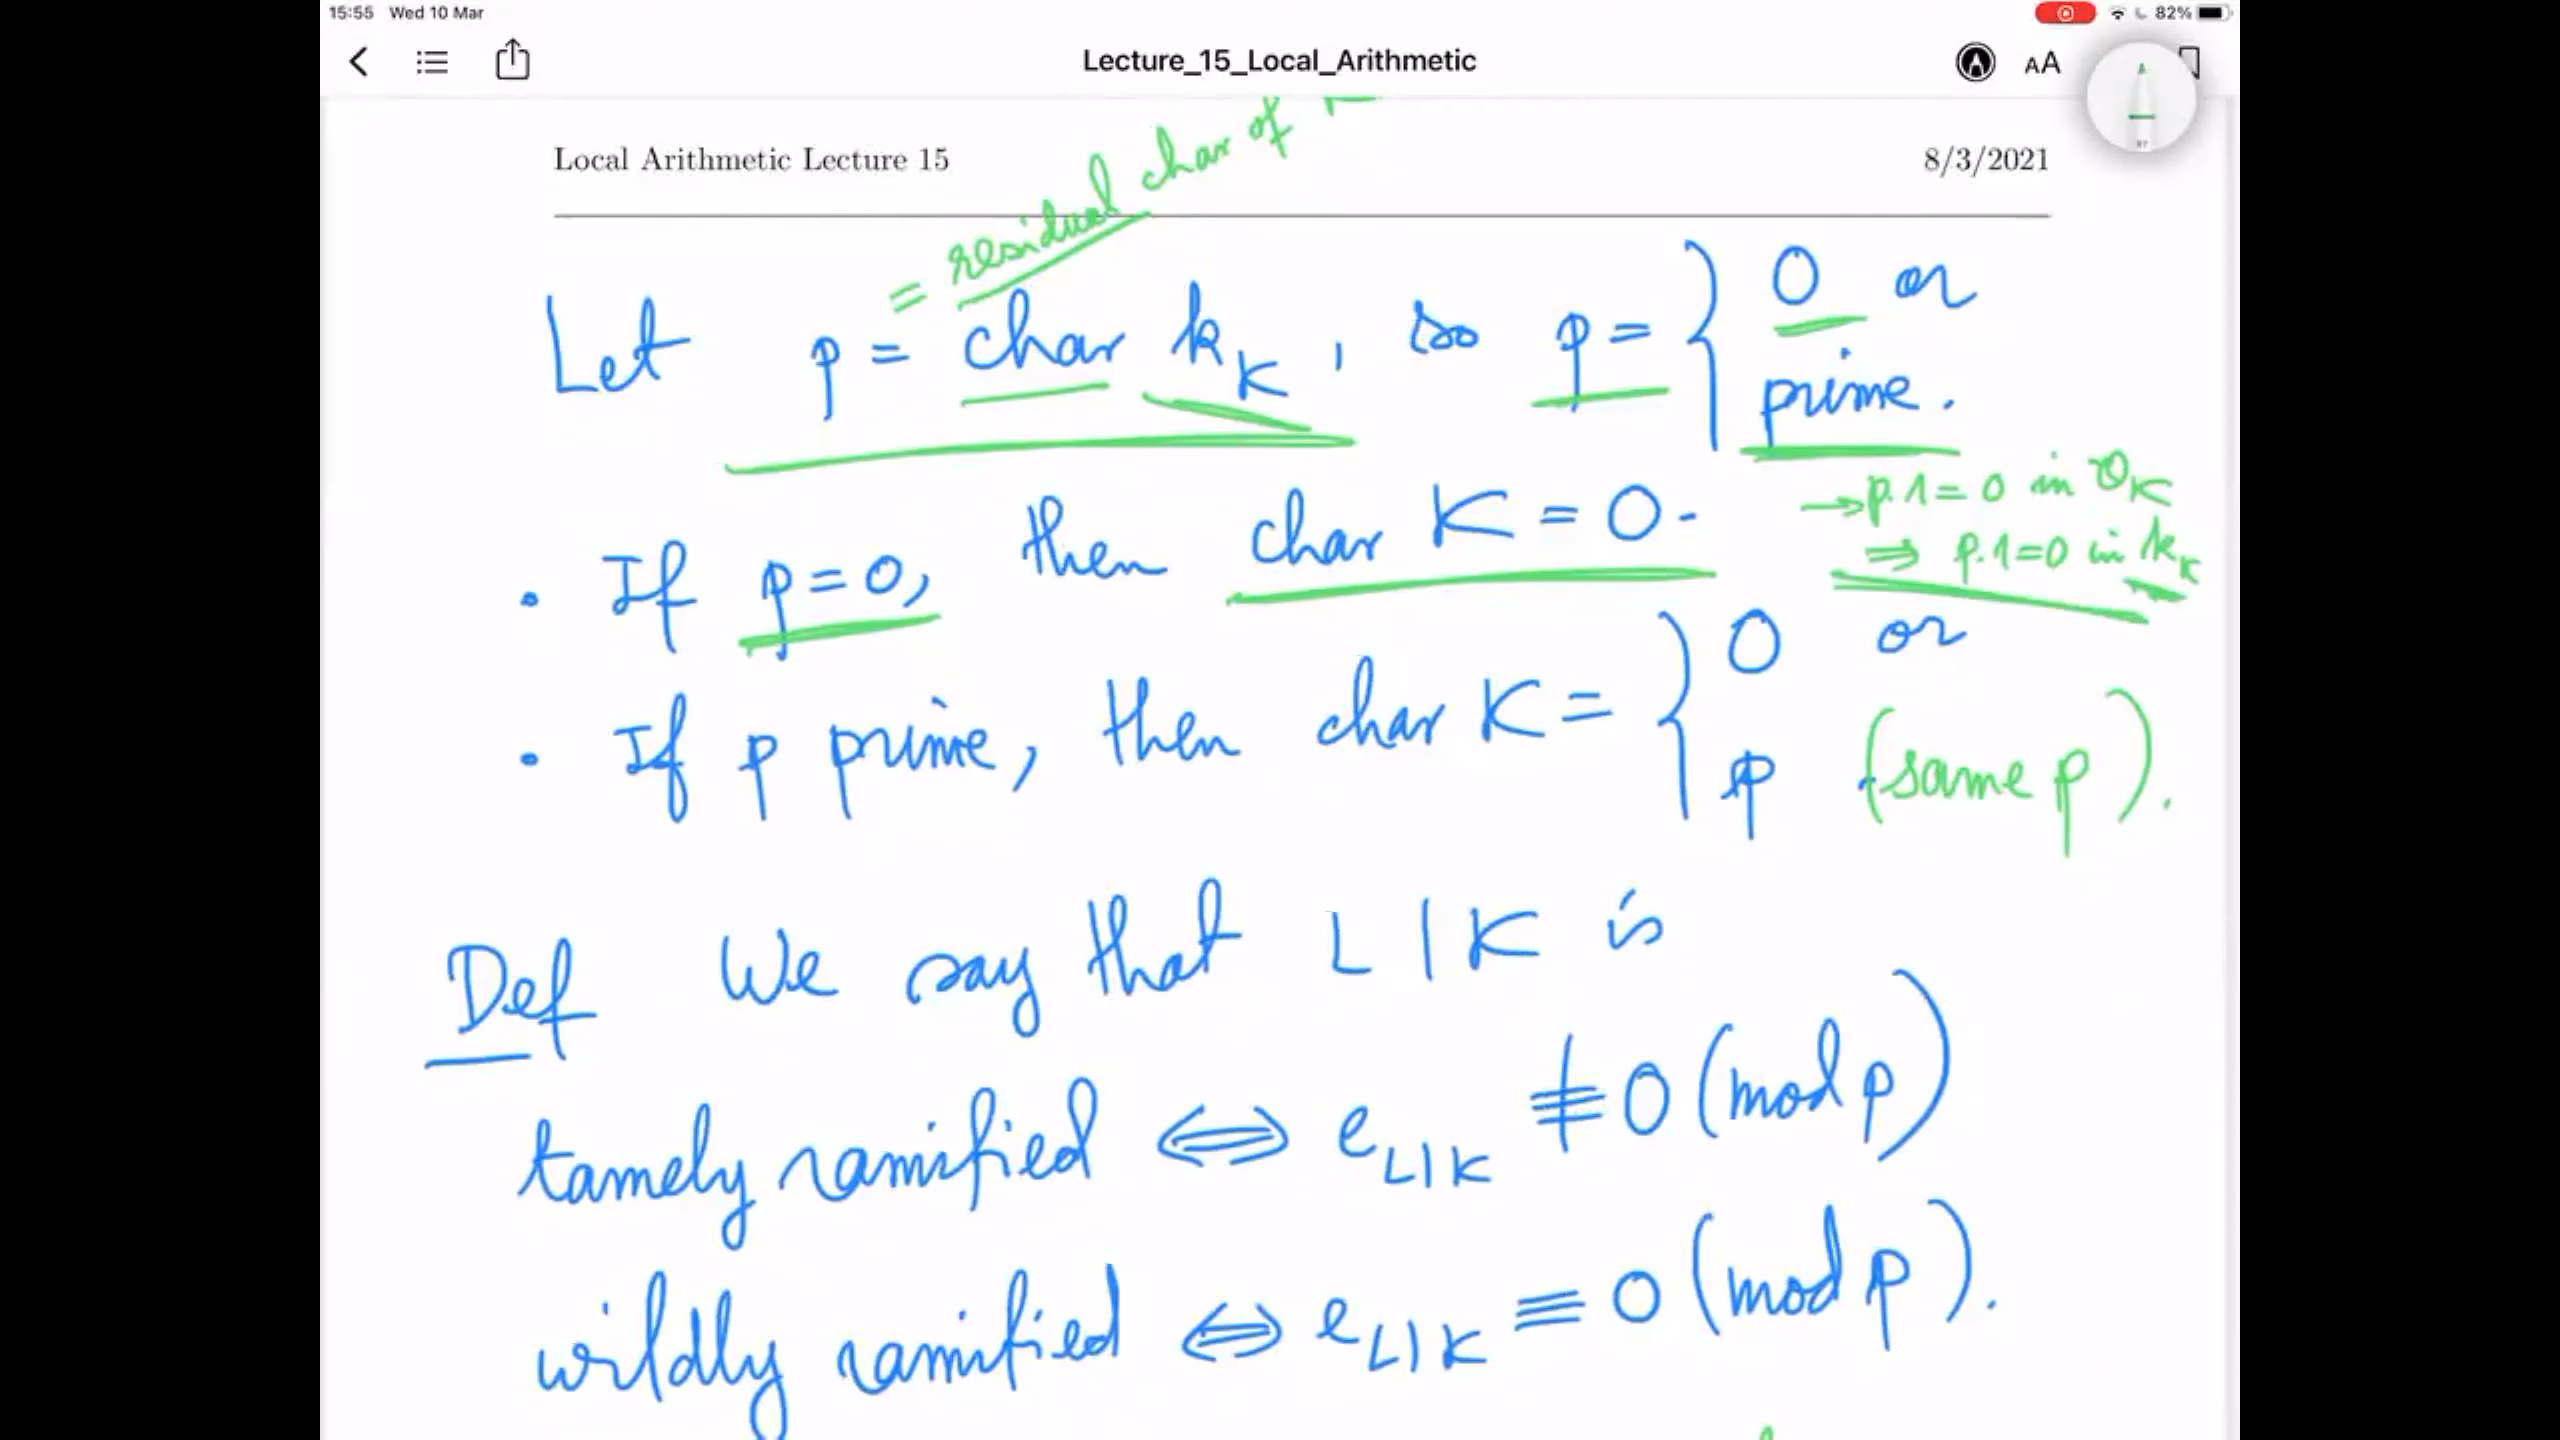 15:55 Wed 10 Mar 82%
Lecture_15_Local_Arithmetic AA
Local Arithmetic Lecture 15 8/3/2021
= residual char of
Let p = char k_K, so p = { 0 or
prime.
→ p.1=0 in O_K
⇒ p.1=0 in k_K
• If p=0, then char K = 0.
• If p prime, then char K = { 0 or
p (same p).
Def We say that L|K is
tamely ramified ⇔ e_L|K ≢ 0 (mod p)
wildly ramified ⇔ e_L|K ≡ 0 (mod p).